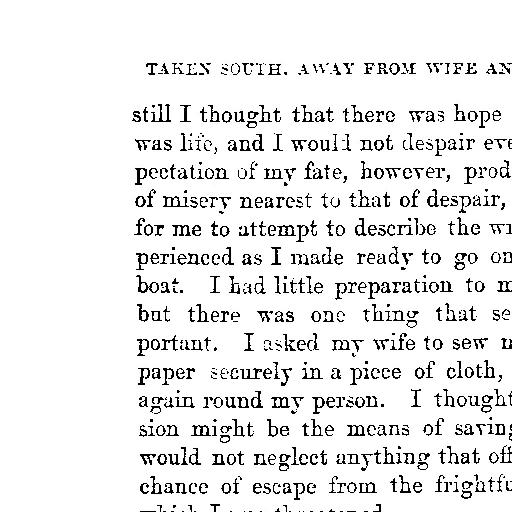 TAKEN SOUTH. AWAY FROM WIFE AN
still I thought that there was hope
was life, and I would not despair eve
pectation of my fate, however, prod
of misery nearest to that of despair,
for me to attempt to describe the
perienced as I made ready to go on
boat. I had little preparation to m
but there was one thing that se
portant. I asked my wife to sew
paper securely in a piece of cloth,
again round my person. I thought
sion might be the means of saving
would not neglect anything that off
chance of escape from the frightfu
which I was threatened